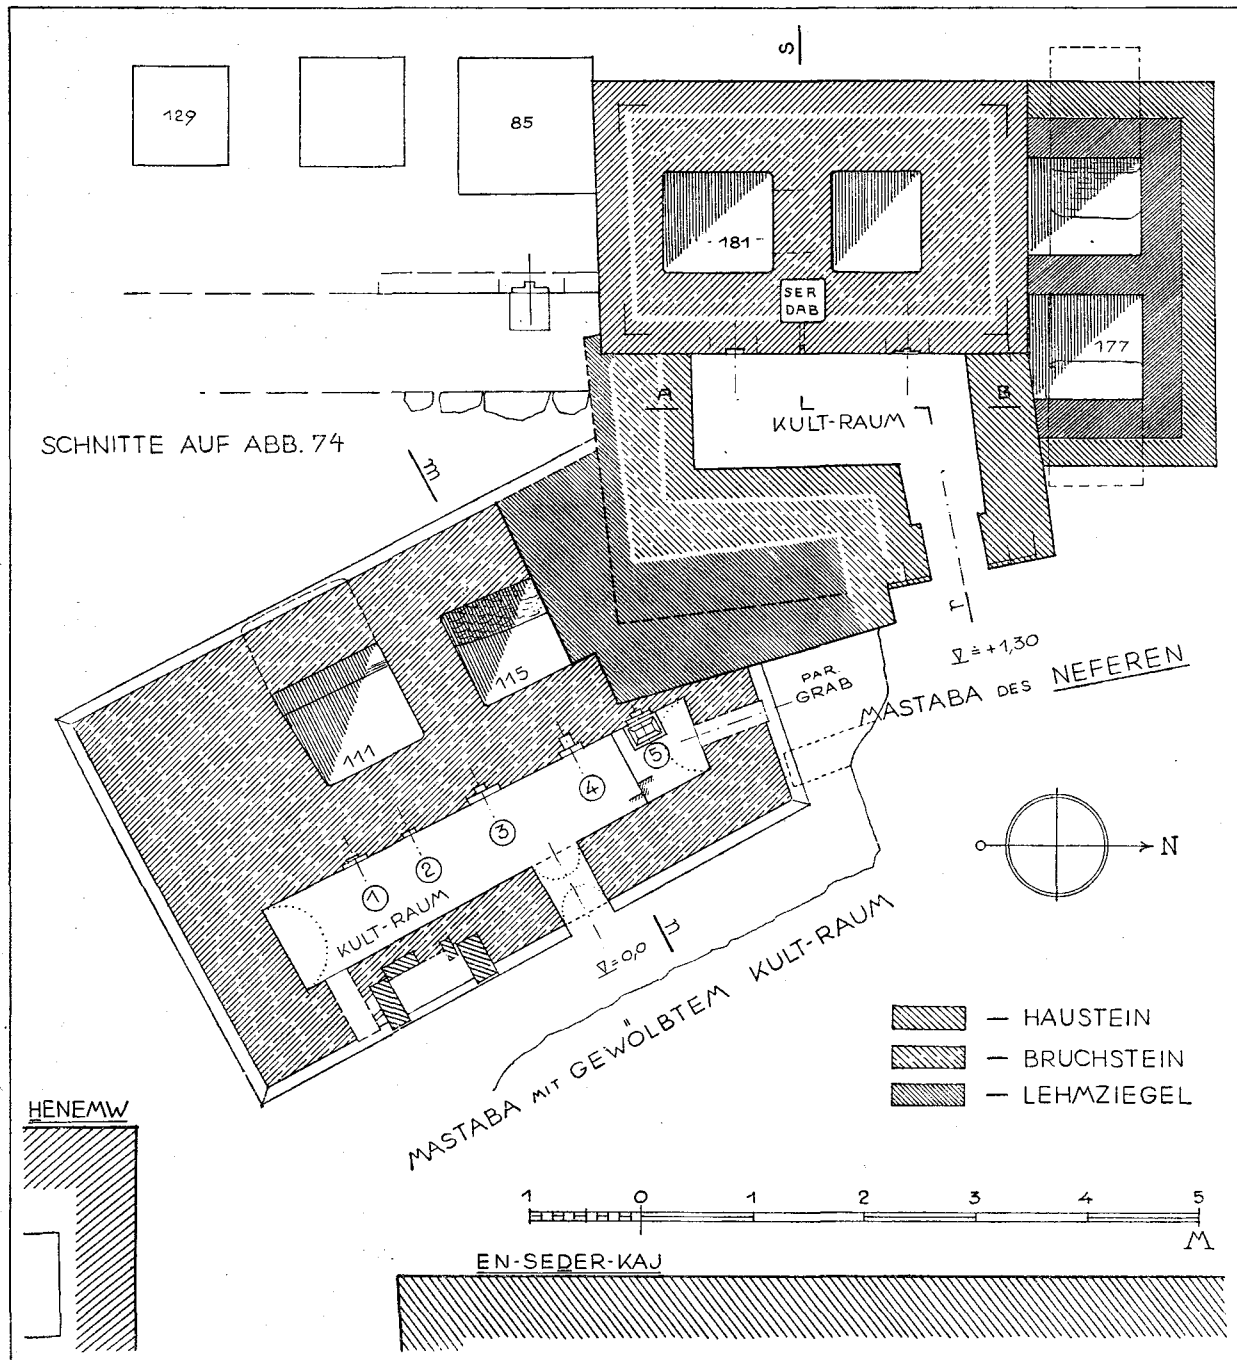 S
129
85
181
SER
DAB
177
A
B
KULT-RAUM
SCHNITTE AUF ABB. 74
m
r
V = +1,30
MASTABA DES NEFEREN
PAR.
GRAB
115
111
5
4
3
2
1
KULT-RAUM
N
V=0,0
MASTABA MIT GEWÖLBTEM KULT-RAUM
— HAUSTEIN
— BRUCHSTEIN
— LEHMZIEGEL
HENEMW
1 0 1 2 3 4 5
M
EN-SEDER-KAJ